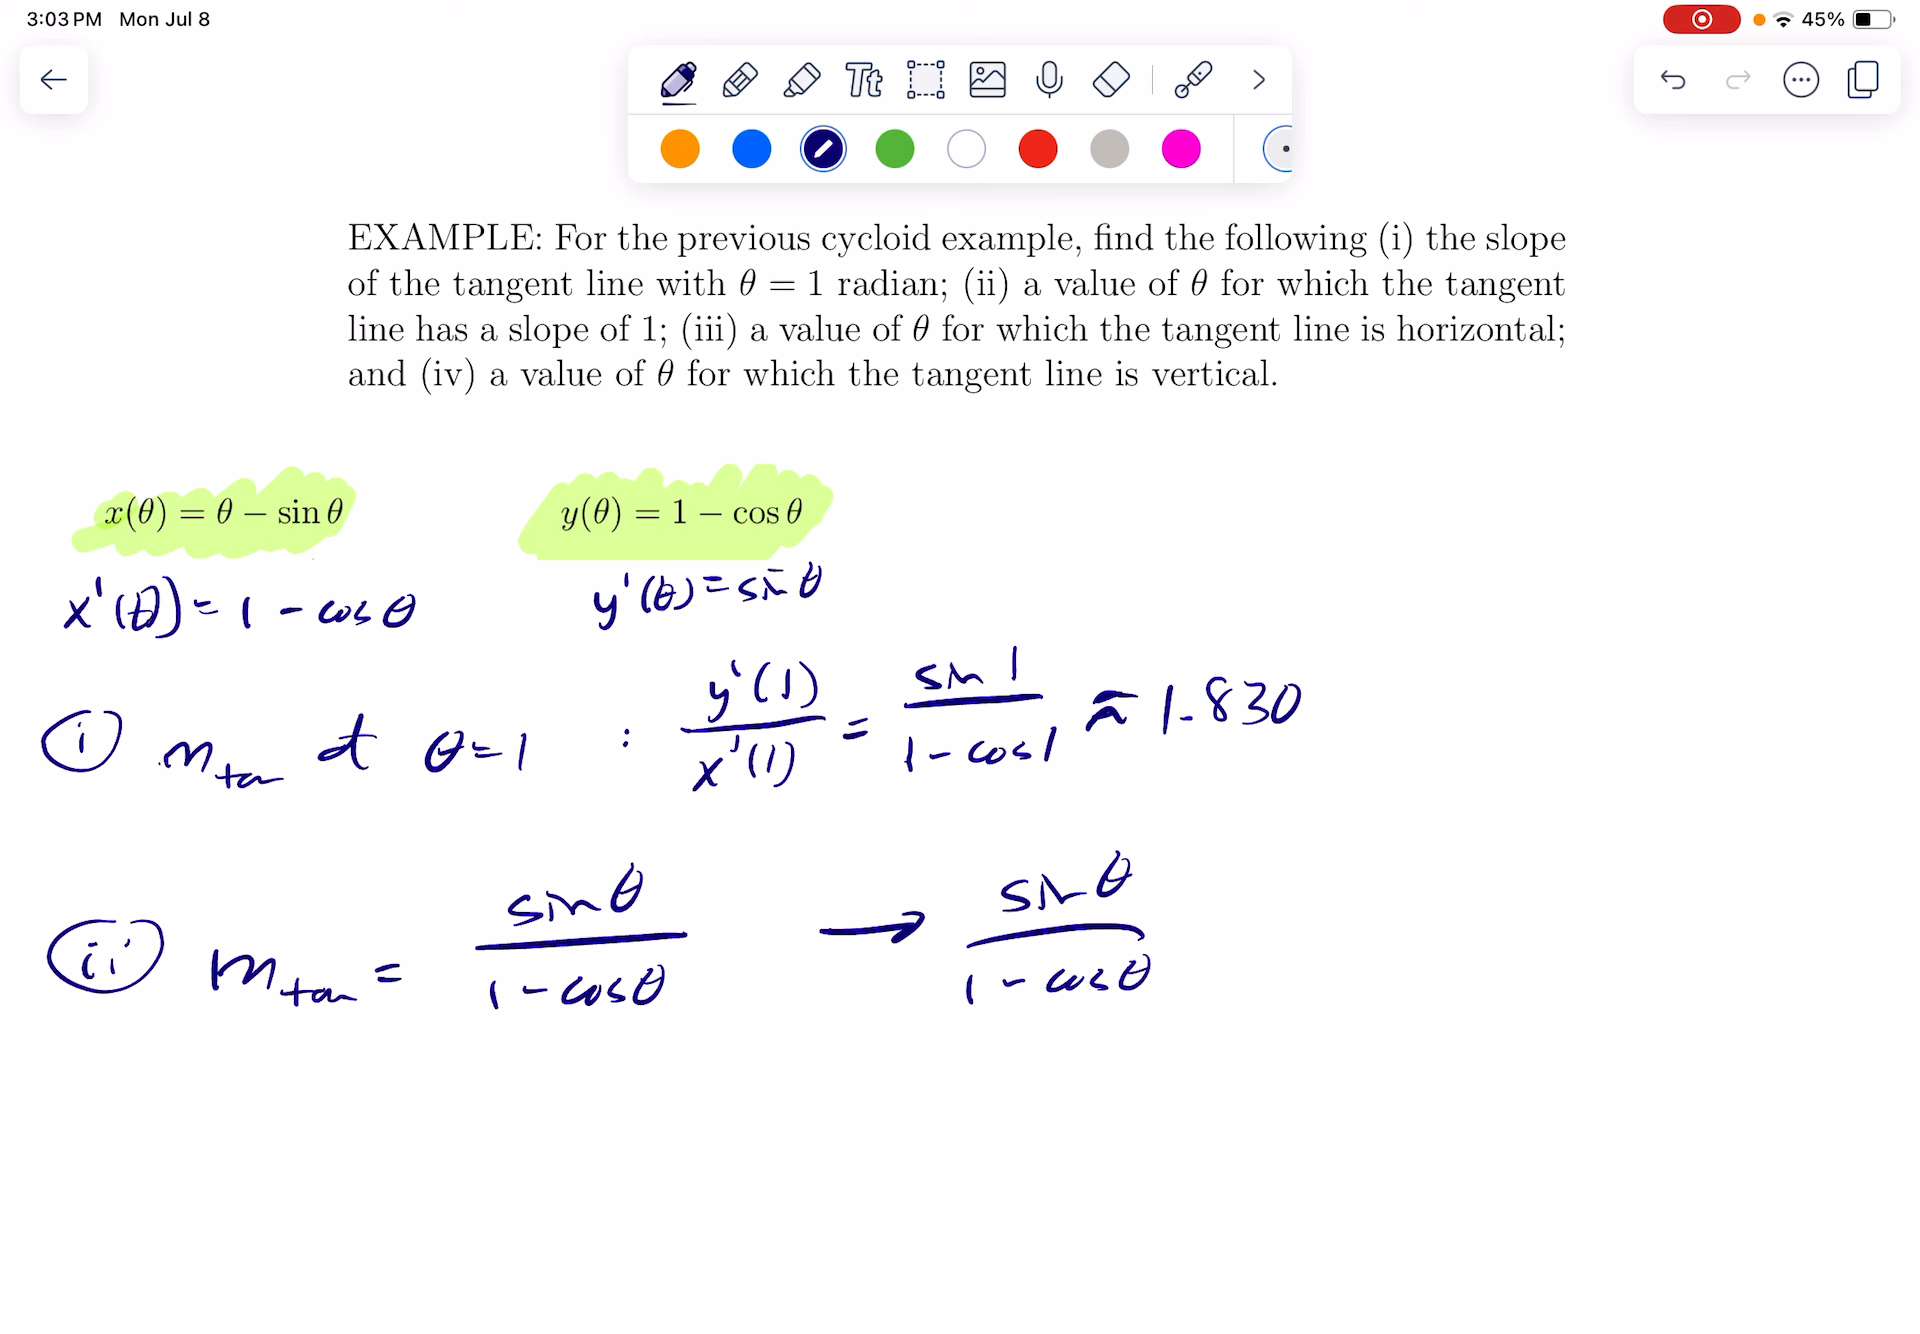 3:03 PM Mon Jul 8
45%
Tt
EXAMPLE: For the previous cycloid example, find the following (i) the slope
of the tangent line with θ = 1 radian; (ii) a value of θ for which the tangent
line has a slope of 1; (iii) a value of θ for which the tangent line is horizontal;
and (iv) a value of θ for which the tangent line is vertical.
x(θ) = θ − sin θ y(θ) = 1 − cos θ
x'(θ) = 1 - cos θ y'(θ) = sin θ
(i) m_tan at θ = 1 : y'(1)/x'(1) = sin 1/(1 - cos 1) ≈ 1.830
(ii) m_tan = sin θ/(1 - cos θ) → sin θ/(1 - cos θ)